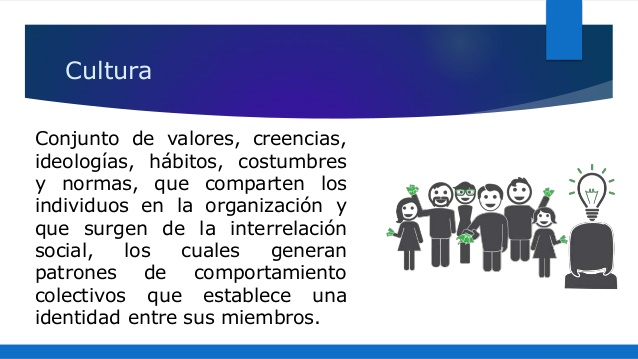 Cultura
Conjunto de valores, creencias,
ideologías, hábitos, costumbres
y normas, que comparten los
individuos en la organización y
que surgen de la interrelación
social, los cuales generan
patrones de comportamiento
colectivos que establece una
identidad entre sus miembros.